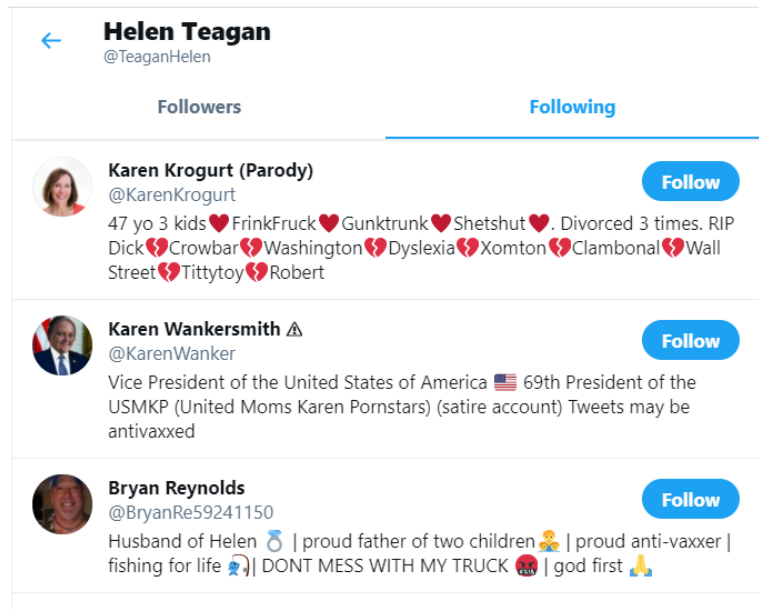 Helen Teagan
@TeaganHelen
Followers Following
Karen Krogurt (Parody)
@KarenKrogurt
Follow
47 yo 3 kids♥FrinkFruck♥Gunktrunk♥Shetshut♥. Divorced 3 times. RIP
Dick💔Crowbar💔Washington💔Dyslexia💔Xomton💔Clambonal💔Wall
Street💔Tittytoy💔Robert
Karen Wankersmith ⚠
@KarenWanker
Follow
Vice President of the United States of America 🇺🇸 69th President of the
USMKP (United Moms Karen Pornstars) (satire account) Tweets may be
antivaxxed
Bryan Reynolds
@BryanRe59241150
Follow
Husband of Helen 💍 | proud father of two children👨‍👧‍👦 | proud anti-vaxxer |
fishing for life 🎣| DONT MESS WITH MY TRUCK 🤬 | god first 🙏